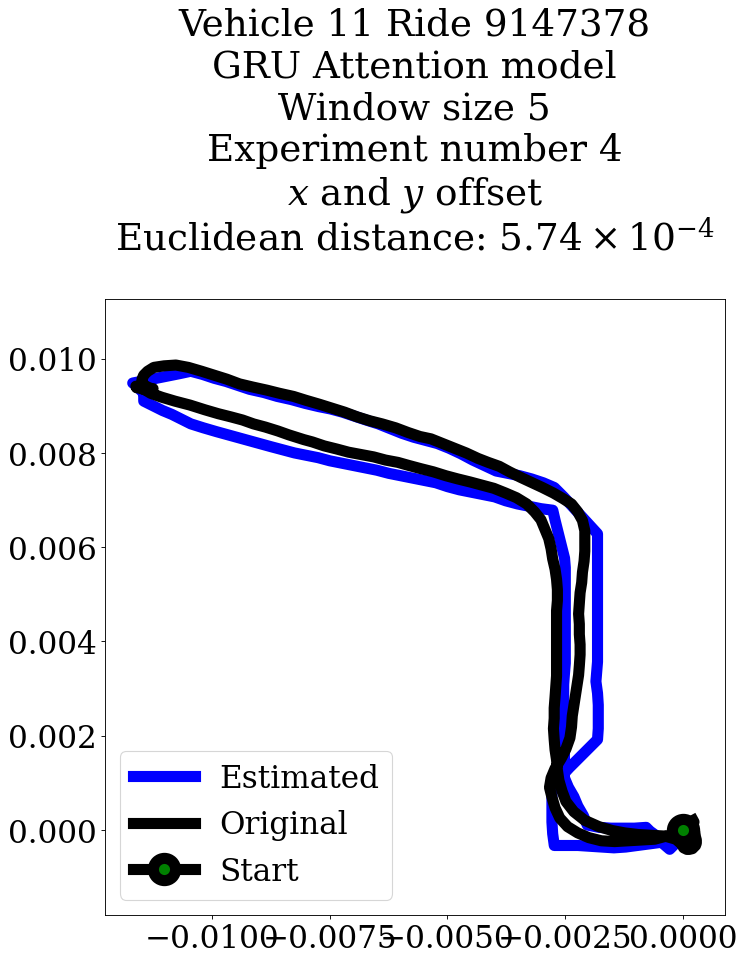 Vehicle 11 Ride 9147378
GRU Attention model
Window size 5
Experiment number 4
x and y offset
Euclidean distance: 5.74 × 10⁻⁴
0.010
0.008
0.006
0.004
0.002
0.000
Estimated
Original
Start
−0.0100 −0.0075 −0.0050 −0.0025 0.0000